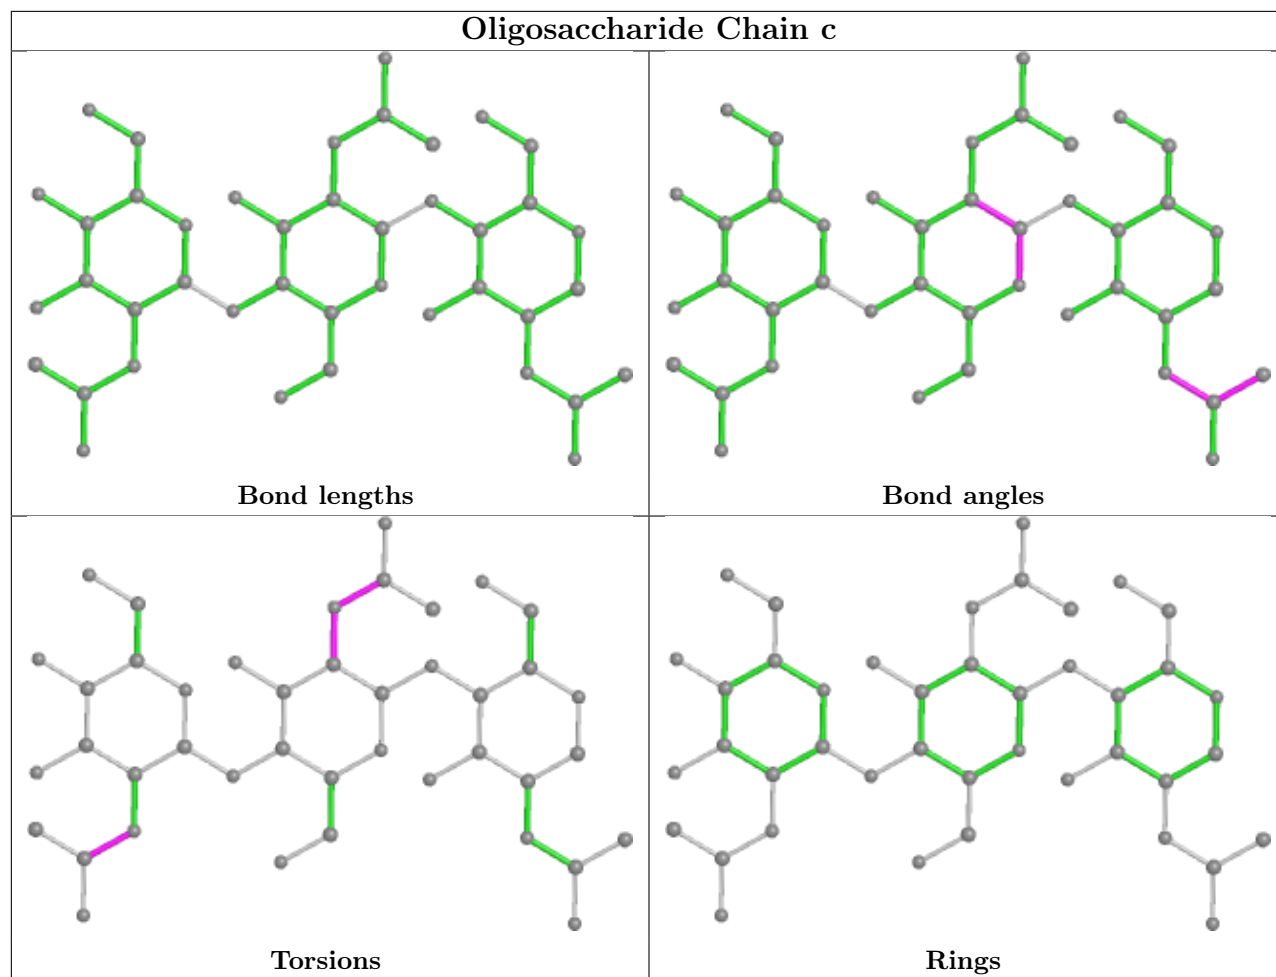 Oligosaccharide Chain c
Bond lengths
Bond angles
Torsions
Rings